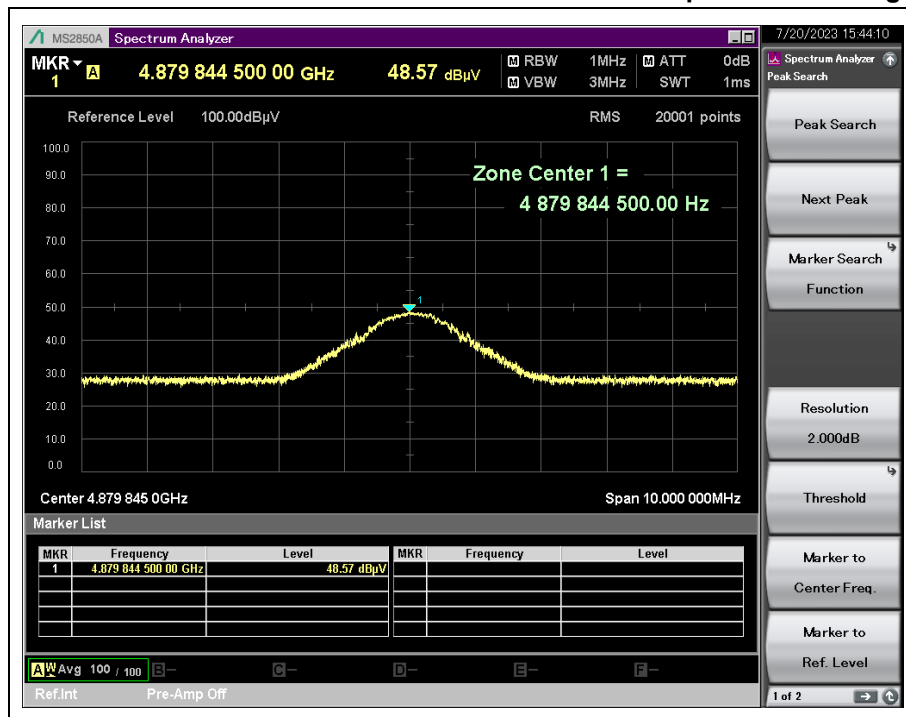 MS2850A Spectrum Analyzer
7/20/2023 15:44:10
MKR 1 A 4.879 844 500 00 GHz 48.57 dBµV
M RBW 1MHz M ATT 0dB
M VBW 3MHz SWT 1ms
Spectrum Analyzer
Peak Search
Reference Level 100.00dBµV RMS 20001 points
100.0
90.0
80.0
70.0
60.0
50.0
40.0
30.0
20.0
10.0
0.0
Zone Center 1 =
4 879 844 500.00 Hz
1
Center 4.879 845 0GHz Span 10.000 000MHz
Marker List
MKR Frequency Level MKR Frequency Level
1 4.879 844 500 00 GHz 48.57 dBµV
A W Avg 100 / 100 B- C- D- E- F-
Ref.Int Pre-Amp Off
Peak Search
Next Peak
Marker Search
Function
Resolution
2.000dB
Threshold
Marker to
Center Freq.
Marker to
Ref. Level
1 of 2